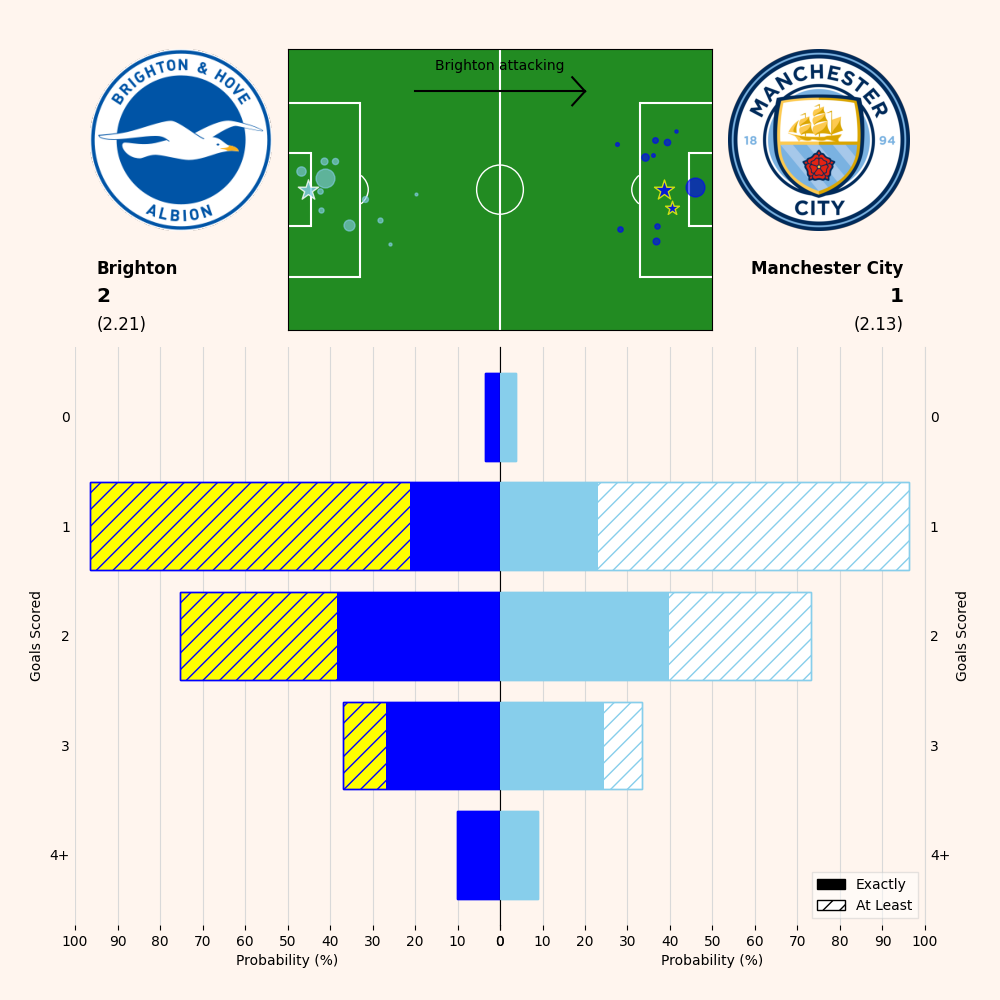 BRIGHTON & HOVE
ALBION
Brighton attacking
MANCHESTER
18 94
CITY
Brighton
2
(2.21)
Manchester City
1
(2.13)
0
1
2
3
4+
Goals Scored
0
1
2
3
4+
Goals Scored
Exactly
At Least
100 90 80 70 60 50 40 30 20 10 0
0 10 20 30 40 50 60 70 80 90 100
Probability (%)
Probability (%)